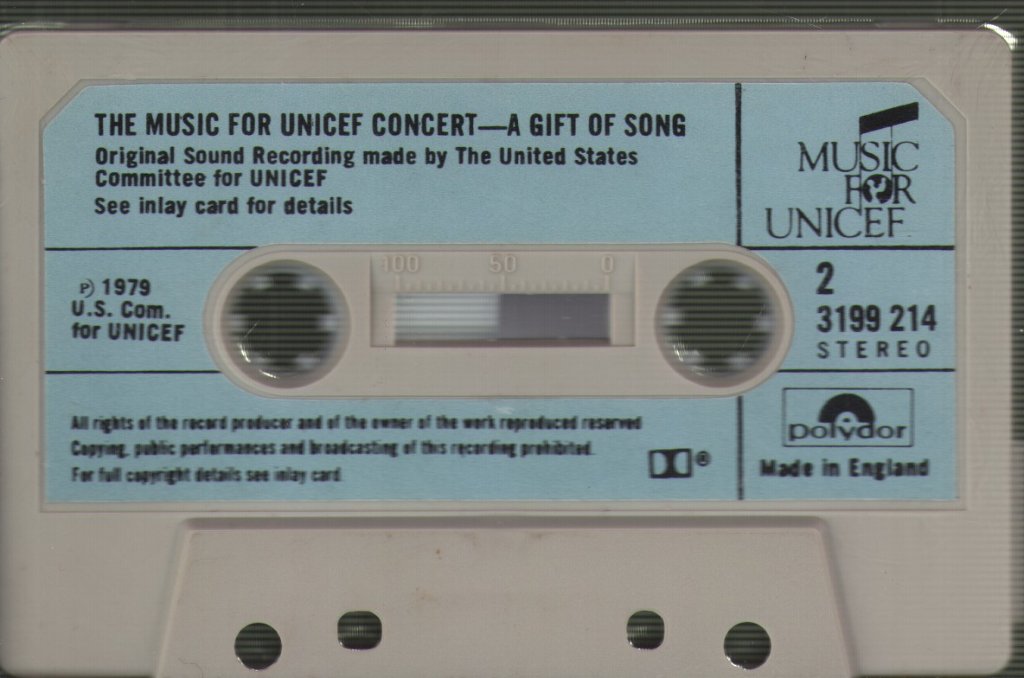 THE MUSIC FOR UNICEF CONCERT—A GIFT OF SONG
Original Sound Recording made by The United States
Committee for UNICEF
See inlay card for details
MUSIC
FOR
UNICEF
℗ 1979
U.S. Com.
for UNICEF
100 50 0
2
3199 214
STEREO
All rights of the record producer and of the owner of the work reproduced reserved
Copying, public performances and broadcasting of this recording prohibited.
For full copyright details see inlay card.
®
polydor
Made in England